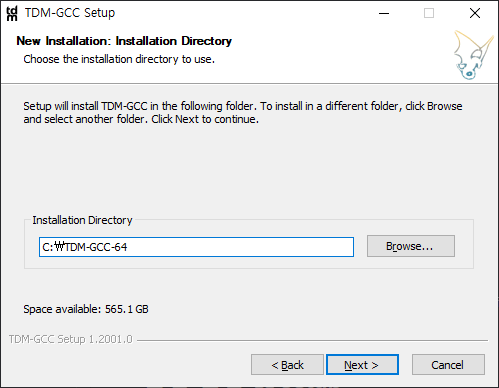 TDM-GCC Setup
New Installation: Installation Directory
Choose the installation directory to use.
Setup will install TDM-GCC in the following folder. To install in a different folder, click Browse
and select another folder. Click Next to continue.
Installation Directory
C:₩TDM-GCC-64
Browse...
Space available: 565.1 GB
TDM-GCC Setup 1.2001.0
< Back
Next >
Cancel